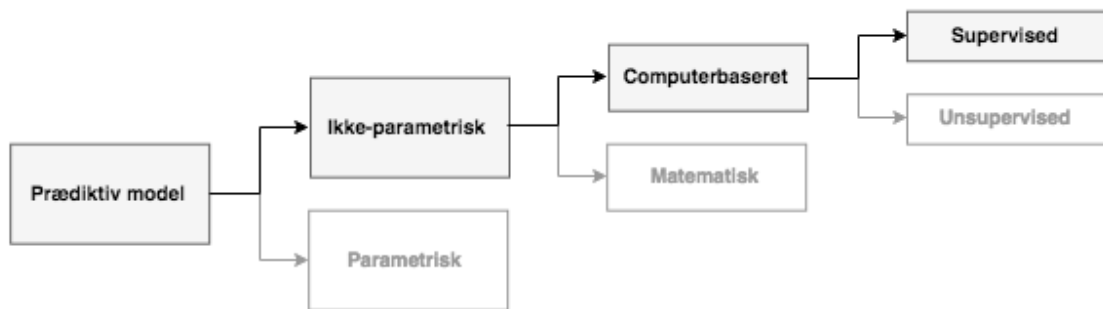 Prædiktiv model
Ikke-parametrisk
Parametrisk
Computerbaseret
Matematisk
Supervised
Unsupervised